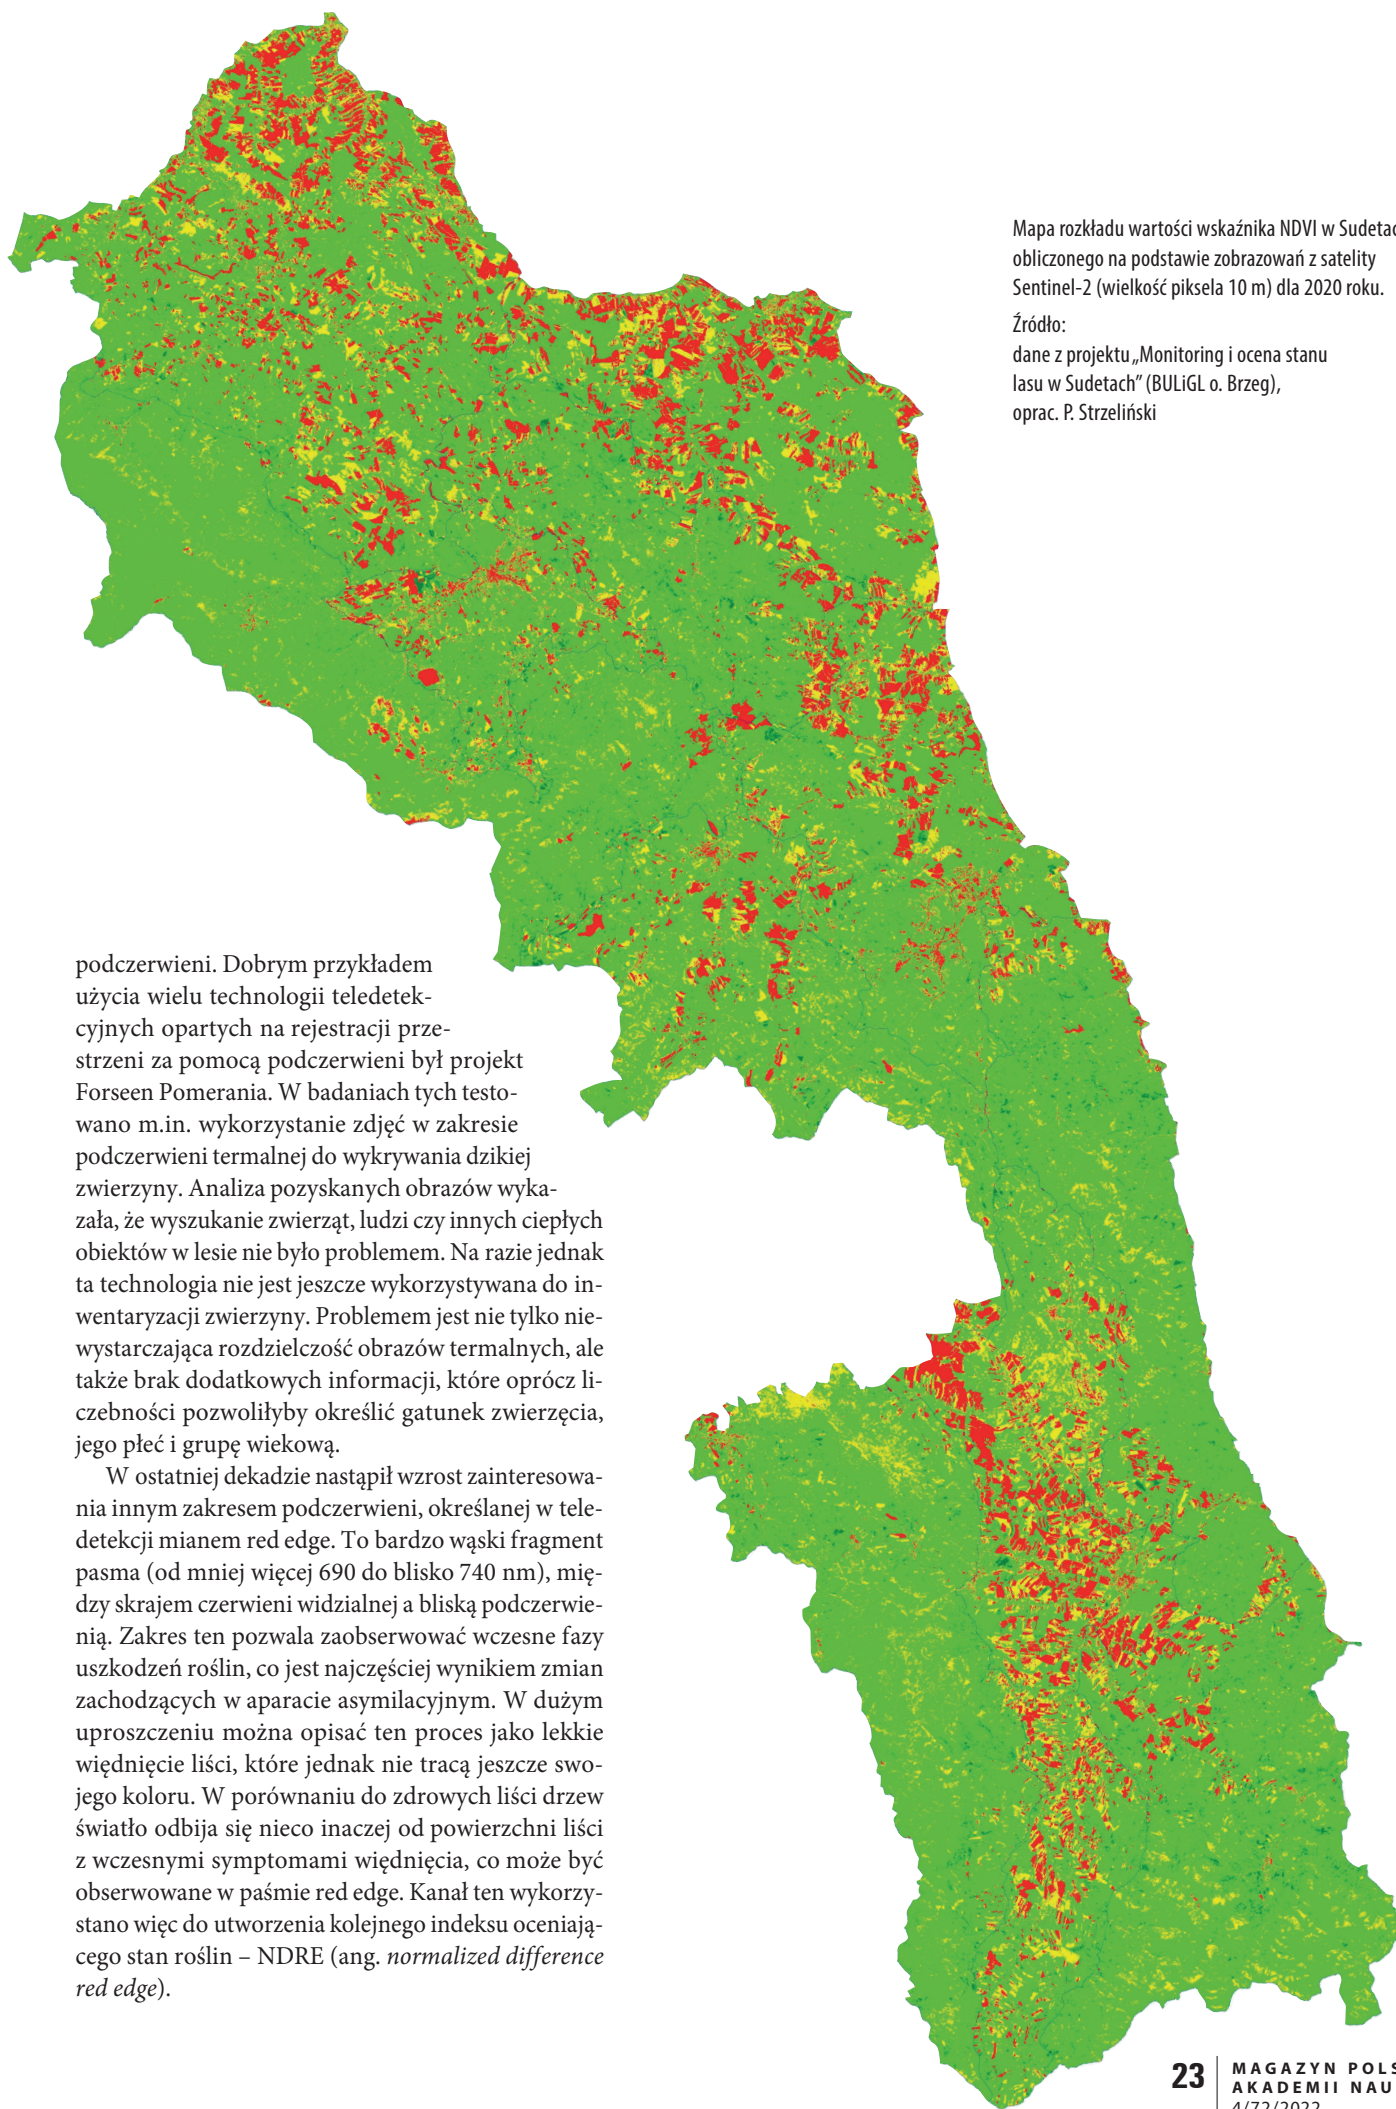 Mapa rozkładu wartości wskaźnika NDVI w
obliczonego na podstawie zobrazowań z satelity
Sentinel-2 (wielkość piksela 10 m) dla 2020 roku.
Źródło:
dane z projektu „Monitoring i ocena stanu
lasu w Sudetach” (BULiGL o. Brzeg),
oprac. P. Strzeliński
podczerwieni. Dobrym przykładem
użycia wielu technologii teledetek-
cyjnych opartych na rejestracji prze-
strzeni za pomocą podczerwieni był projekt
Forseen Pomerania. W badaniach tych testo-
wano m.in. wykorzystanie zdjęć w zakresie
podczerwieni termalnej do wykrywania dzikiej
zwierzyny. Analiza pozyskanych obrazów wyka-
zała, że wyszukanie zwierząt, ludzi czy innych ciepłych
obiektów w lesie nie było problemem. Na razie jednak
ta technologia nie jest jeszcze wykorzystywana do in-
wentaryzacji zwierzyny. Problemem jest nie tylko nie-
wystarczająca rozdzielczość obrazów termalnych, ale
także brak dodatkowych informacji, które oprócz li-
czebności pozwoliłyby określić gatunek zwierzęcia,
jego płeć i grupę wiekową.
W ostatniej dekadzie nastąpił wzrost zainteresowa-
nia innym zakresem podczerwieni, określanej w tele-
detekcji mianem red edge. To bardzo wąski fragment
pasma (od mniej więcej 690 do blisko 740 nm), mię-
dzy skrajem czerwieni widzialnej a bliską podczerwie-
nią. Zakres ten pozwala zaobserwować wczesne fazy
uszkodzeń roślin, co jest najczęściej wynikiem zmian
zachodzących w aparacie asymilacyjnym. W dużym
uproszczeniu można opisać ten proces jako lekkie
więdnięcie liści, które jednak nie tracą jeszcze swo-
jego koloru. W porównaniu do zdrowych liści drzew
światło odbija się nieco inaczej od powierzchni liści
z wczesnymi symptomami więdnięcia, co może być
obserwowane w paśmie red edge. Kanał ten wykorzy-
stano więc do utworzenia kolejnego indeksu oceniają-
cego stan roślin – NDRE (ang. normalized difference
red edge).
23
MAGAZYN
AKADEMII
4/72/2022